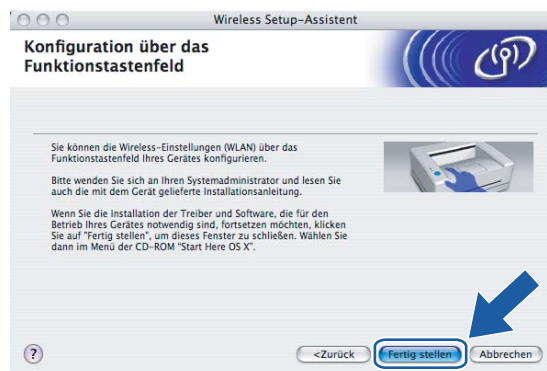 Wireless Setup-Assistent
Konfiguration über das
Funktionstastenfeld
Sie können die Wireless-Einstellungen (WLAN) über das
Funktionstastenfeld Ihres Gerätes konfigurieren.
Bitte wenden Sie sich an Ihren Systemadministrator und lesen Sie
auch die mit dem Gerät gelieferte Installationsanleitung.
Wenn Sie die Installation der Treiber und Software, die für den
Betrieb Ihres Gerätes notwendig sind, fortsetzen möchten, klicken
Sie auf "Fertig stellen", um dieses Fenster zu schließen. Wählen Sie
dann im Menü der CD-ROM "Start Here OS X".
?
<Zurück
Fertig stellen
Abbrechen